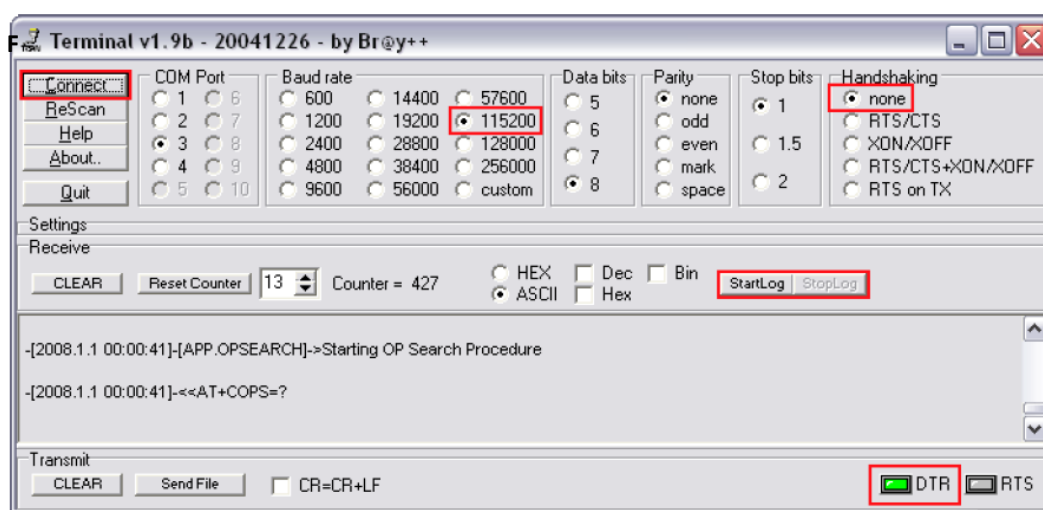 F Terminal v1.9b - 20041226 - by Br@y++
Connect
ReScan
Help
About..
Quit
COM Port
1 6
2 7
3 8
4 9
5 10
Baud rate
600 14400 57600
1200 19200 115200
2400 28800 128000
4800 38400 256000
9600 56000 custom
Data bits
5
6
7
8
Parity
none
odd
even
mark
space
Stop bits
1
1.5
2
Handshaking
none
RTS/CTS
XON/XOFF
RTS/CTS+XON/XOFF
RTS on TX
Settings
Receive
CLEAR Reset Counter 13 Counter = 427
HEX Dec Bin
ASCII Hex
StartLog StopLog
-[2008.1.1 00:00:41]-[APP.OPSEARCH]->Starting OP Search Procedure
-[2008.1.1 00:00:41]-<<AT+COPS=?
Transmit
CLEAR Send File CR=CR+LF DTR RTS